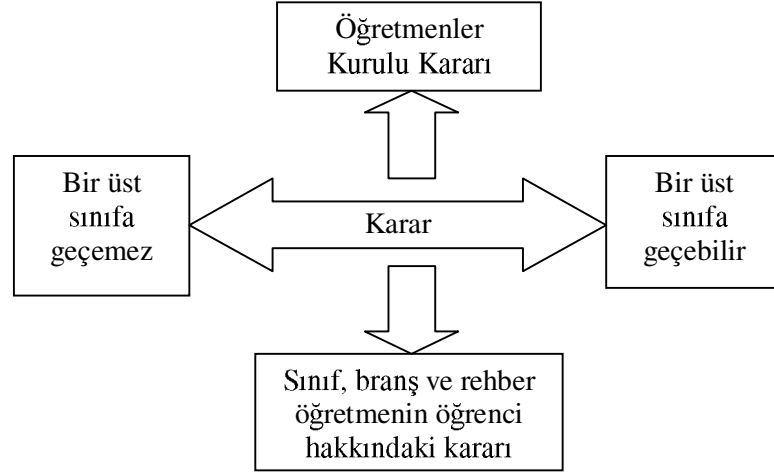 Öğretmenler
Kurulu Kararı
Bir üst
sınıfa
geçemez
Karar
Bir üst
sınıfa
geçebilir
Sınıf, branş ve rehber
öğretmenin öğrenci
hakkındaki kararı